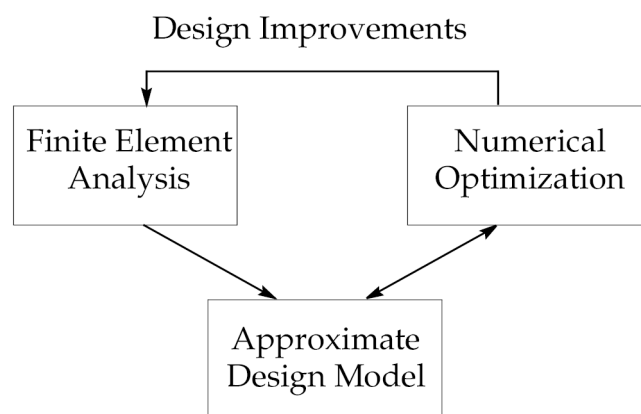 Design Improvements
Finite Element
Analysis
Numerical
Optimization
Approximate
Design Model